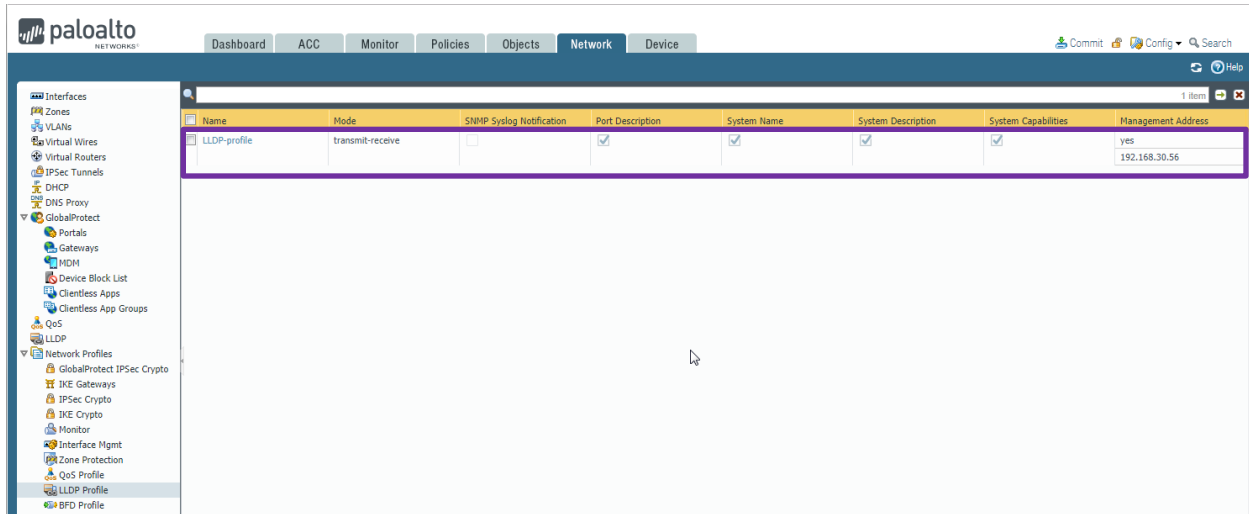 paloalto
NETWORKS®
Dashboard ACC Monitor Policies Objects Network Device
Commit Config Search
Help
1 item
Interfaces
Zones
VLANs
Virtual Wires
Virtual Routers
IPSec Tunnels
DHCP
DNS Proxy
GlobalProtect
Portals
Gateways
MDM
Device Block List
Clientless Apps
Clientless App Groups
QoS
LLDP
Network Profiles
GlobalProtect IPSec Crypto
IKE Gateways
IPSec Crypto
IKE Crypto
Monitor
Interface Mgmt
Zone Protection
QoS Profile
LLDP Profile
BFD Profile
Name Mode SNMP Syslog Notification Port Description System Name System Description System Capabilities Management Address
LLDP-profile transmit-receive yes
192.168.30.56